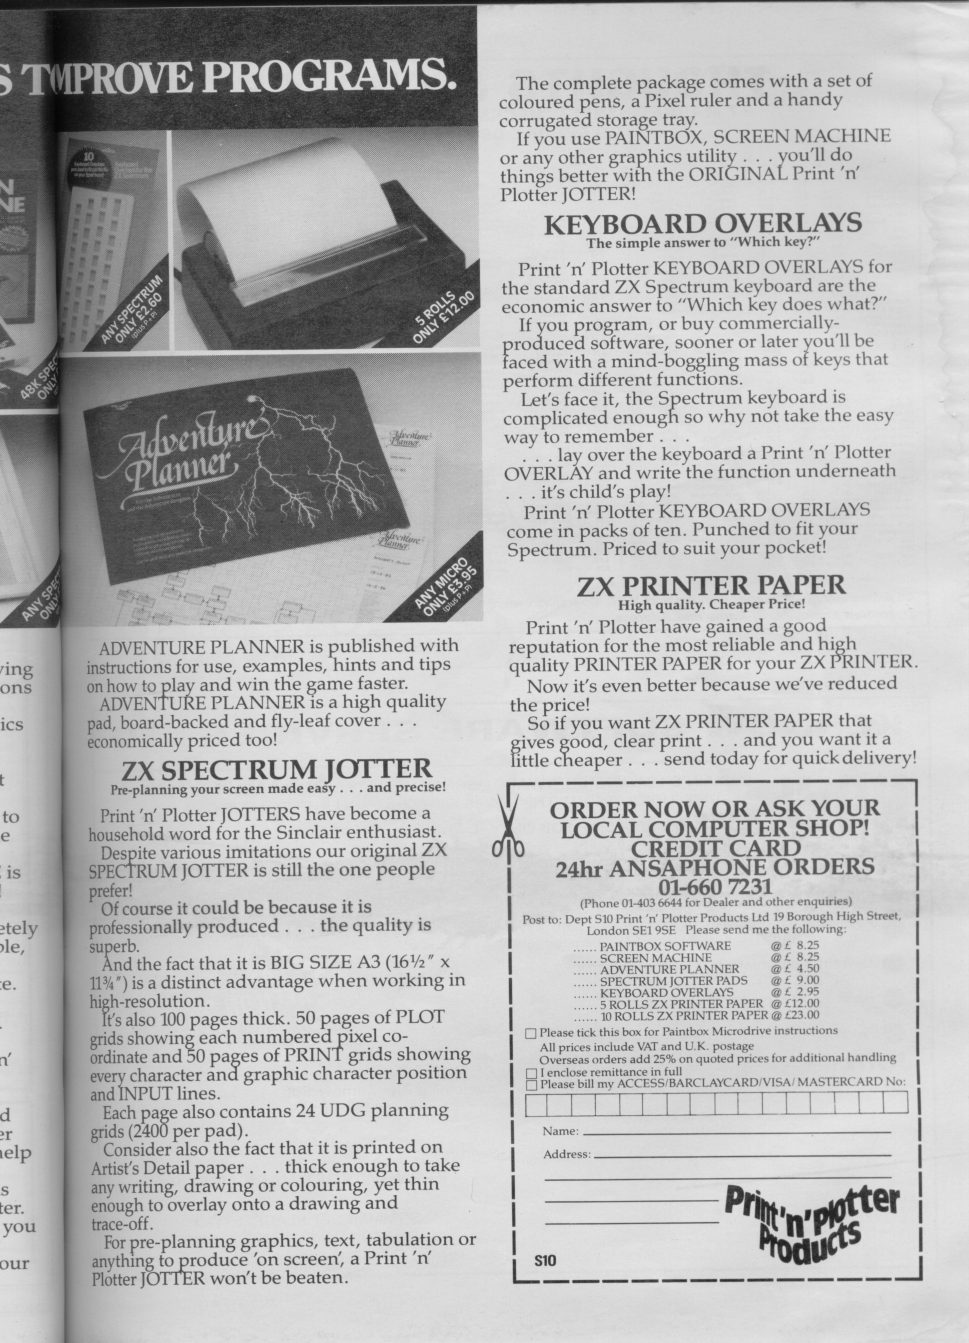 S T
MPROVE PROGRAMS.
10
ANY SPECTRUM
ONLY £2.60
(plus P+P)
5 ROLLS
ONLY £12.00
48K SPE
ONLY
Adventure
Planner
Adventure
Planner
Adventure
Planner
ANY MICRO
ONLY £3.95
(plus P+P)
ANY SPE
ONLY
ying
ons
ics
t
to
e
is
!
etely
ble,
ce.
n'
d
er
help
s
ter.
you
our
ADVENTURE PLANNER is published with
instructions for use, examples, hints and tips
on how to play and win the game faster.
ADVENTURE PLANNER is a high quality
pad, board-backed and fly-leaf cover . . .
economically priced too!
ZX SPECTRUM JOTTER
Pre-planning your screen made easy . . . and precise!
Print 'n' Plotter JOTTERS have become a
household word for the Sinclair enthusiast.
Despite various imitations our original ZX
SPECTRUM JOTTER is still the one people
prefer!
Of course it could be because it is
professionally produced . . . the quality is
superb.
And the fact that it is BIG SIZE A3 (16½" x
11¾") is a distinct advantage when working in
high-resolution.
It's also 100 pages thick. 50 pages of PLOT
grids showing each numbered pixel co-
ordinate and 50 pages of PRINT grids showing
every character and graphic character position
and INPUT lines.
Each page also contains 24 UDG planning
grids (2400 per pad).
Consider also the fact that it is printed on
Artist's Detail paper . . . thick enough to take
any writing, drawing or colouring, yet thin
enough to overlay onto a drawing and
trace-off.
For pre-planning graphics, text, tabulation or
anything to produce 'on screen', a Print 'n'
Plotter JOTTER won't be beaten.
The complete package comes with a set of
coloured pens, a Pixel ruler and a handy
corrugated storage tray.
If you use PAINTBOX, SCREEN MACHINE
or any other graphics utility . . . you'll do
things better with the ORIGINAL Print 'n'
Plotter JOTTER!
KEYBOARD OVERLAYS
The simple answer to "Which key?"
Print 'n' Plotter KEYBOARD OVERLAYS for
the standard ZX Spectrum keyboard are the
economic answer to "Which key does what?"
If you program, or buy commercially-
produced software, sooner or later you'll be
faced with a mind-boggling mass of keys that
perform different functions.
Let's face it, the Spectrum keyboard is
complicated enough so why not take the easy
way to remember . . .
. . . lay over the keyboard a Print 'n' Plotter
OVERLAY and write the function underneath
. . . it's child's play!
Print 'n' Plotter KEYBOARD OVERLAYS
come in packs of ten. Punched to fit your
Spectrum. Priced to suit your pocket!
ZX PRINTER PAPER
High quality. Cheaper Price!
Print 'n' Plotter have gained a good
reputation for the most reliable and high
quality PRINTER PAPER for your ZX PRINTER.
Now it's even better because we've reduced
the price!
So if you want ZX PRINTER PAPER that
gives good, clear print . . . and you want it a
little cheaper . . . send today for quick delivery!
ORDER NOW OR ASK YOUR
LOCAL COMPUTER SHOP!
CREDIT CARD
24hr ANSAPHONE ORDERS
01-660 7231
(Phone 01-403 6644 for Dealer and other enquiries)
Post to: Dept S10 Print 'n' Plotter Products Ltd 19 Borough High Street,
London SE1 9SE Please send me the following:
...... PAINTBOX SOFTWARE @ £ 8.25
...... SCREEN MACHINE @ £ 8.25
...... ADVENTURE PLANNER @ £ 4.50
...... SPECTRUM JOTTER PADS @ £ 9.00
...... KEYBOARD OVERLAYS @ £ 2.95
...... 5 ROLLS ZX PRINTER PAPER @ £12.00
...... 10 ROLLS ZX PRINTER PAPER @ £23.00
Please tick this box for Paintbox Microdrive instructions
All prices include VAT and U.K. postage
Overseas orders add 25% on quoted prices for additional handling
I enclose remittance in full
Please bill my ACCESS/BARCLAYCARD/VISA/MASTERCARD No:
Name:
Address:
Print 'n' Plotter
Products
S10